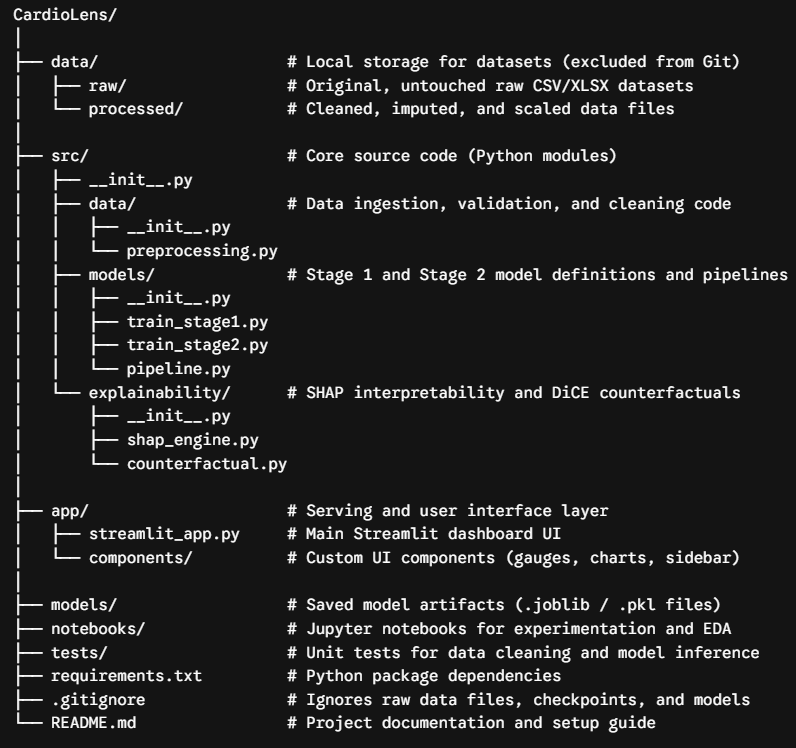 CardioLens/
│
├── data/                    # Local storage for datasets (excluded from Git)
│   ├── raw/                 # Original, untouched raw CSV/XLSX datasets
│   └── processed/           # Cleaned, imputed, and scaled data files
│
├── src/                     # Core source code (Python modules)
│   ├── __init__.py
│   ├── data/                # Data ingestion, validation, and cleaning code
│   │   ├── __init__.py
│   │   └── preprocessing.py
│   ├── models/              # Stage 1 and Stage 2 model definitions and pipelines
│   │   ├── __init__.py
│   │   ├── train_stage1.py
│   │   ├── train_stage2.py
│   │   └── pipeline.py
│   └── explainability/      # SHAP interpretability and DiCE counterfactuals
│       ├── __init__.py
│       ├── shap_engine.py
│       └── counterfactual.py
│
├── app/                     # Serving and user interface layer
│   ├── streamlit_app.py     # Main Streamlit dashboard UI
│   └── components/          # Custom UI components (gauges, charts, sidebar)
│
├── models/                  # Saved model artifacts (.joblib / .pkl files)
├── notebooks/               # Jupyter notebooks for experimentation and EDA
├── tests/                   # Unit tests for data cleaning and model inference
├── requirements.txt         # Python package dependencies
├── .gitignore               # Ignores raw data files, checkpoints, and models
└── README.md                # Project documentation and setup guide